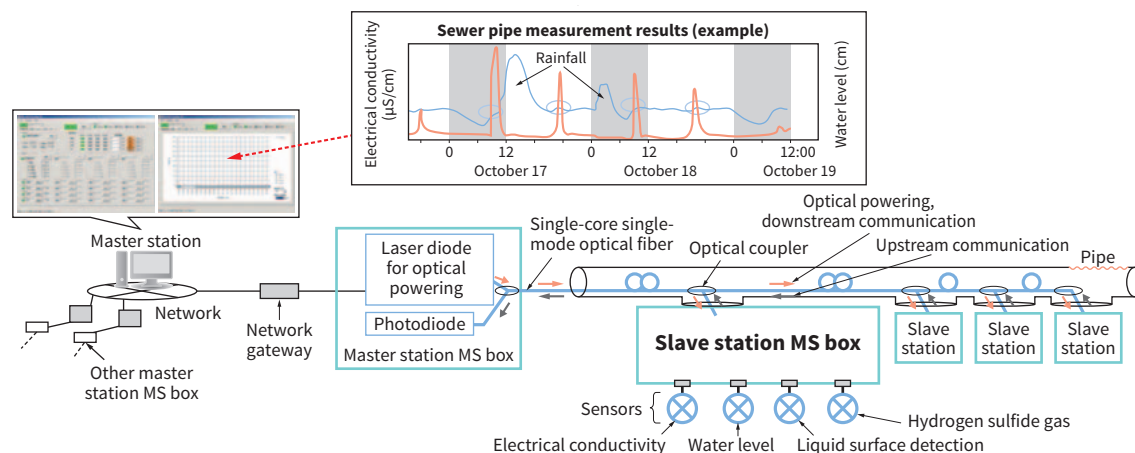 Sewer pipe measurement results (example)
Electrical conductivity
(μS/cm)
Rainfall
Water level (cm)
0
12
0
12
0
12:00
October 17
October 18
October 19
Master station
Network
Other master
station MS box
Network
gateway
Laser diode
for optical
powering
Photodiode
Master station MS box
Single-core single-
mode optical fiber
Optical coupler
Optical powering,
downstream communication
Upstream communication
Pipe
Slave station MS box
Slave
station
Slave
station
Slave
station
Sensors
Electrical conductivity
Water level
Liquid surface detection
Hydrogen sulfide gas